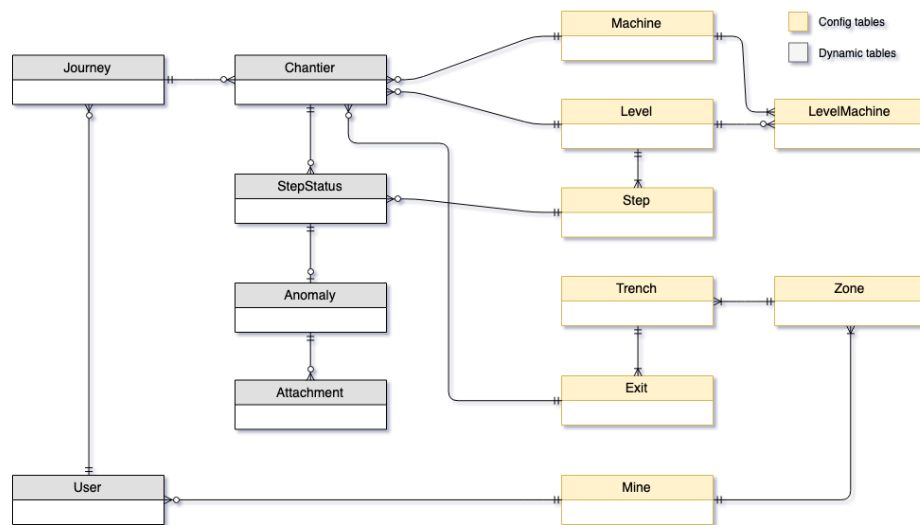 Machine
Config tables
Dynamic tables
Journey
Chantier
Level
LevelMachine
StepStatus
Step
Anomaly
Trench
Zone
Attachment
Exit
User
Mine